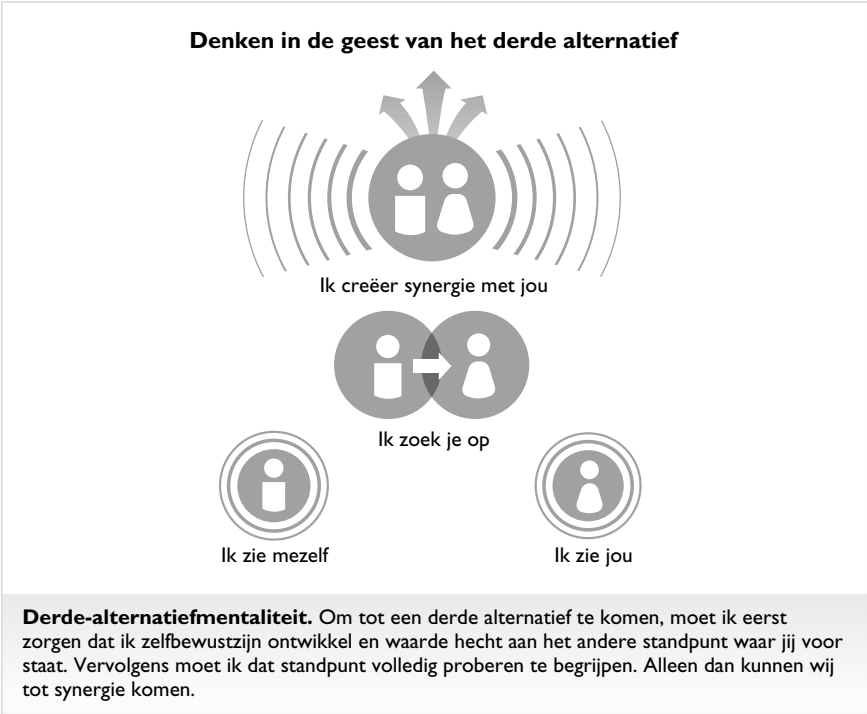 Denken in de geest van het derde alternatief
Ik creëer synergie met jou
Ik zoek je op
Ik zie mezelf
Ik zie jou
Derde-alternatiefmentaliteit. Om tot een derde alternatief te komen, moet ik eerst
zorgen dat ik zelfbewustzijn ontwikkel en waarde hecht aan het andere standpunt waar jij voor
staat. Vervolgens moet ik dat standpunt volledig proberen te begrijpen. Alleen dan kunnen wij
tot synergie komen.